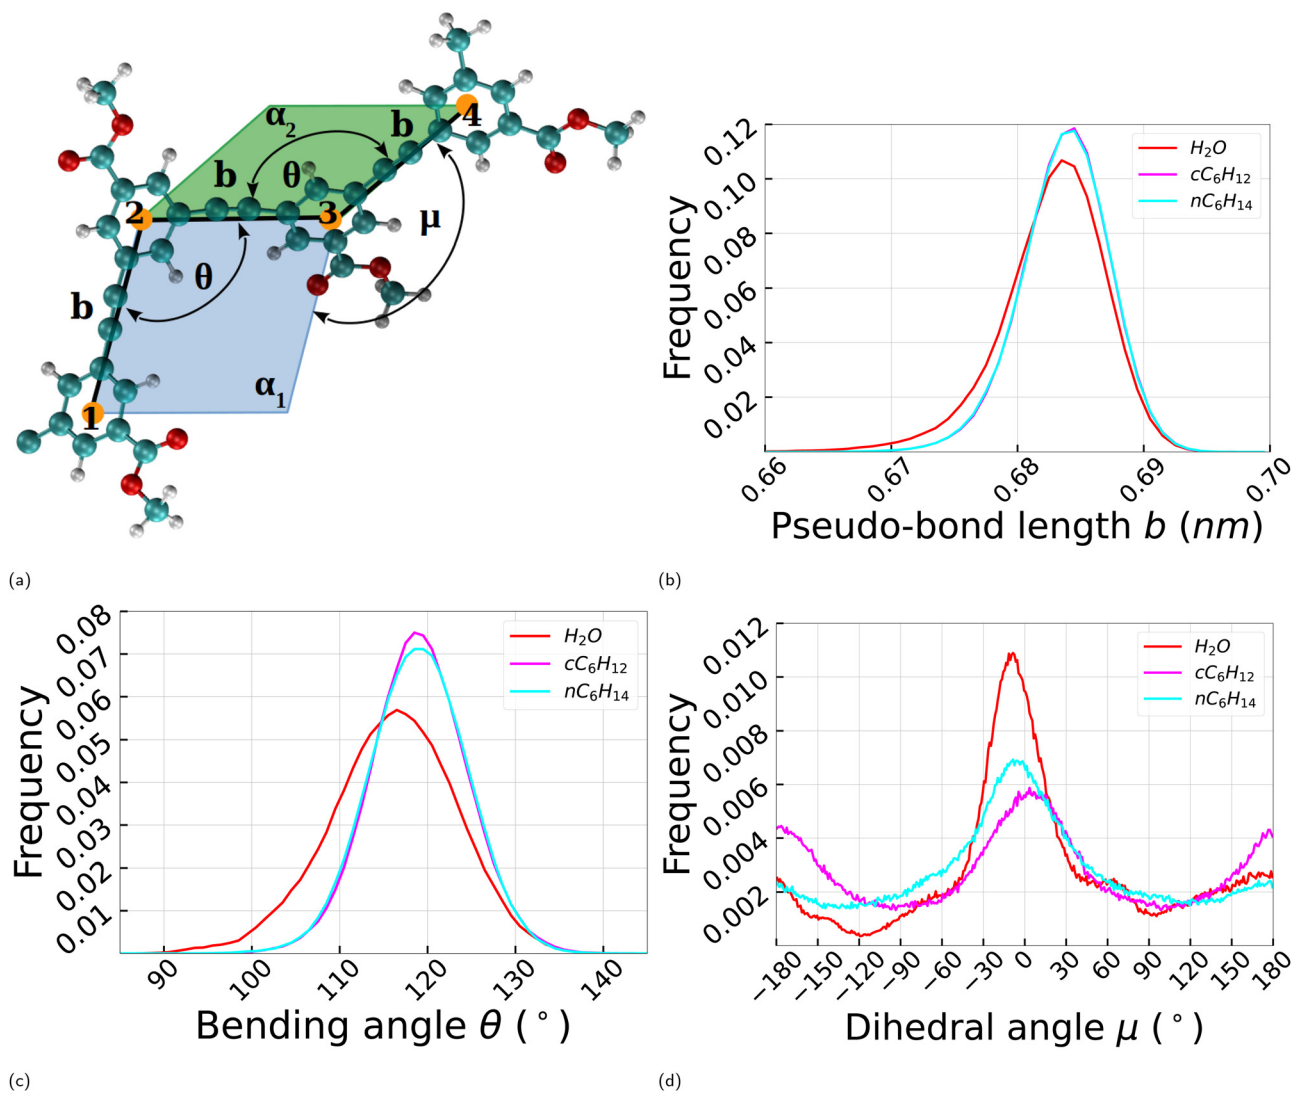 α2
b
4
b
θ
2
3
μ
θ
b
α1
1
(a)
0.12
0.10
0.08
0.06
0.04
0.02
Frequency
H2O
cC6H12
nC6H14
0.66
0.67
0.68
0.69
0.70
Pseudo-bond length b (nm)
(b)
0.08
0.07
0.06
0.05
0.04
0.03
0.02
0.01
Frequency
H2O
cC6H12
nC6H14
90
100
110
120
130
140
Bending angle θ (°)
(c)
0.012
0.010
0.008
0.006
0.004
0.002
Frequency
H2O
cC6H12
nC6H14
−180
−150
−120
−90
−60
−30
0
30
60
90
120
150
180
Dihedral angle μ (°)
(d)